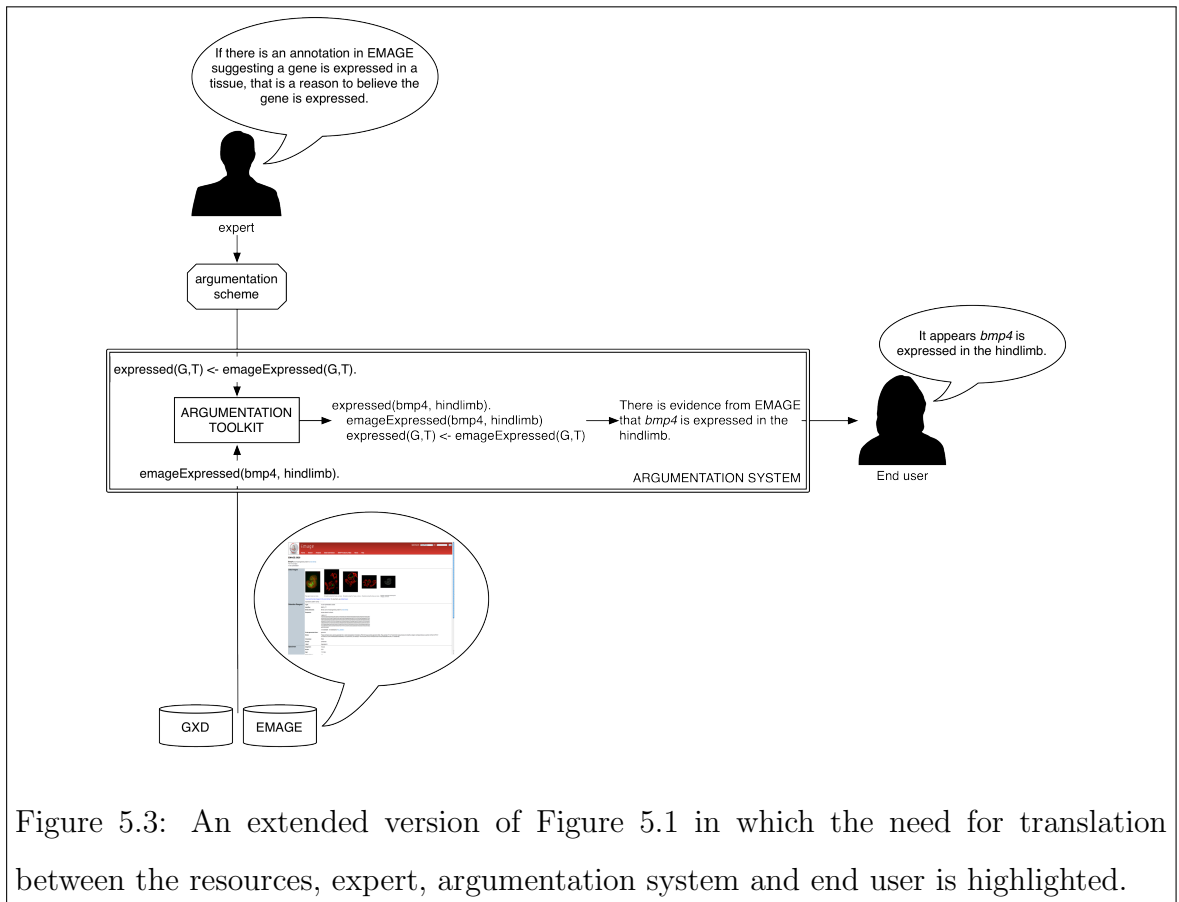 If there is an annotation in EMAGE
suggesting a gene is expressed in a
tissue, that is a reason to believe the
gene is expressed.
expert
argumentation
scheme
expressed(G,T) <- emageExpressed(G,T).
ARGUMENTATION
TOOLKIT
emageExpressed(bmp4, hindlimb).
expressed(bmp4, hindlimb).
emageExpressed(bmp4, hindlimb)
expressed(G,T) <- emageExpressed(G,T)
There is evidence from EMAGE
that bmp4 is expressed in the
hindlimb.
ARGUMENTATION SYSTEM
It appears bmp4 is
expressed in the hindlimb.
End user
GXD
EMAGE
Figure 5.3: An extended version of Figure 5.1 in which the need for translation
between the resources, expert, argumentation system and end user is highlighted.